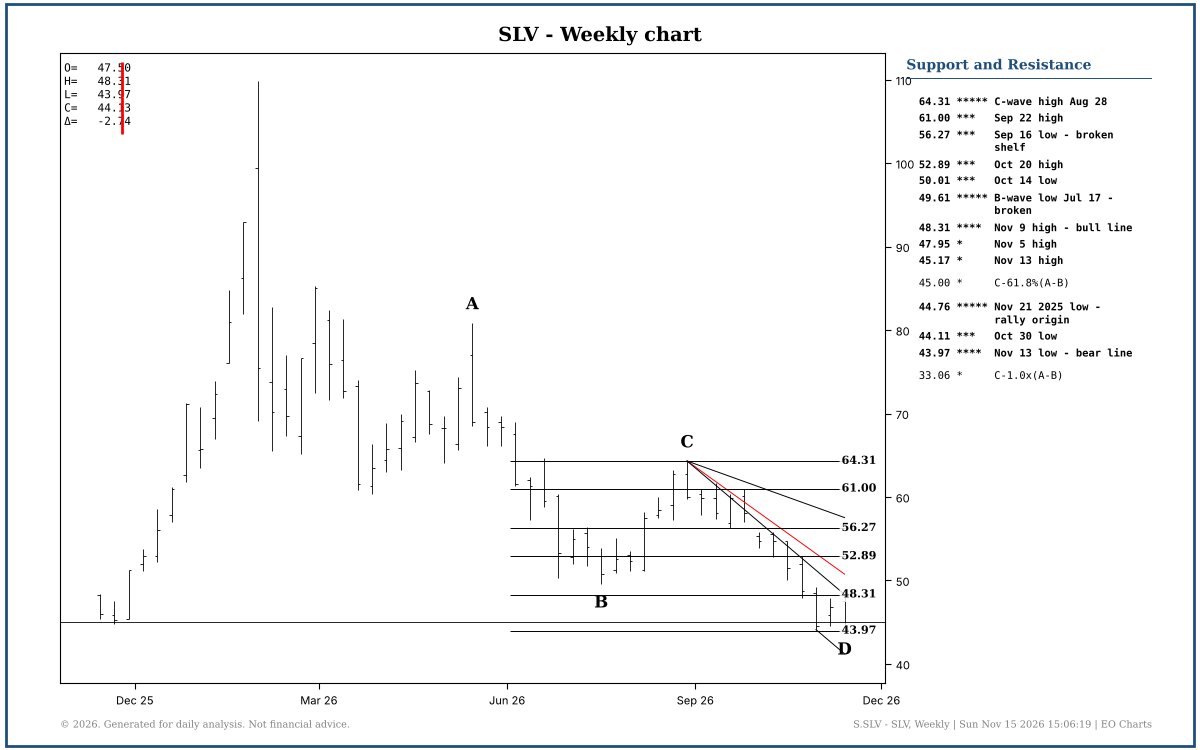 SLV - Weekly chart
O= 47.50
H= 48.31
L= 43.97
C= 44.13
Δ= -2.74
A
B
C
D
64.31
61.00
56.27
52.89
48.31
43.97
110
100
90
80
70
60
50
40
Dec 25
Mar 26
Jun 26
Sep 26
Dec 26
Support and Resistance
64.31 ***** C-wave high Aug 28
61.00 *** Sep 22 high
56.27 *** Sep 16 low - broken
shelf
52.89 *** Oct 20 high
50.01 *** Oct 14 low
49.61 ***** B-wave low Jul 17 -
broken
48.31 **** Nov 9 high - bull line
47.95 * Nov 5 high
45.17 * Nov 13 high
45.00 * C-61.8%(A-B)
44.76 ***** Nov 21 2025 low -
rally origin
44.11 *** Oct 30 low
43.97 **** Nov 13 low - bear line
33.06 * C-1.0x(A-B)
© 2026. Generated for daily analysis. Not financial advice.
S.SLV - SLV, Weekly | Sun Nov 15 2026 15:06:19 | EO Charts